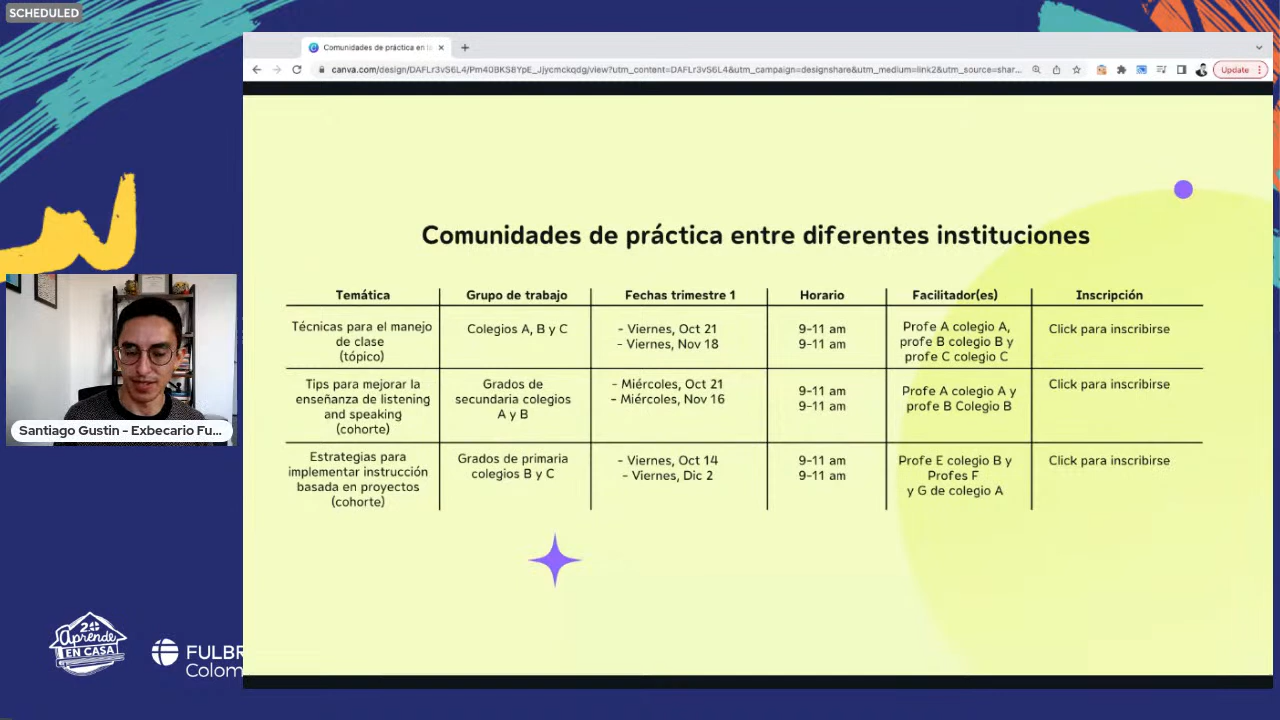 SCHEDULED
Comunidades de práctica en l
canva.com/design/DAFLr3vS6L4/Pm40BKS8YpE_Jjycmckqdg/view?utm_content=DAFLr3vS6L4&utm_campaign=designshare&utm_medium=link2&utm_source=shar...
Update
Comunidades de práctica entre diferentes instituciones
Temática Grupo de trabajo Fechas trimestre 1 Horario Facilitador(es) Inscripción
Técnicas para el manejo
de clase
(tópico)
Colegios A, B y C
- Viernes, Oct 21
- Viernes, Nov 18
9-11 am
9-11 am
Profe A colegio A,
profe B colegio B y
profe C colegio C
Click para inscribirse
Tips para mejorar la
enseñanza de listening
and speaking
(cohorte)
Grados de
secundaria colegios
A y B
- Miércoles, Oct 21
- Miércoles, Nov 16
9-11 am
9-11 am
Profe A colegio A y
profe B Colegio B
Click para inscribirse
Estrategias para
implementar instrucción
basada en proyectos
(cohorte)
Grados de primaria
colegios B y C
- Viernes, Oct 14
- Viernes, Dic 2
9-11 am
9-11 am
Profe E colegio B y
Profes F
y G de colegio A
Click para inscribirse
Santiago Gustin - Exbecario Fu...
2.0
Aprende
EN CASA
FULBR
Colom